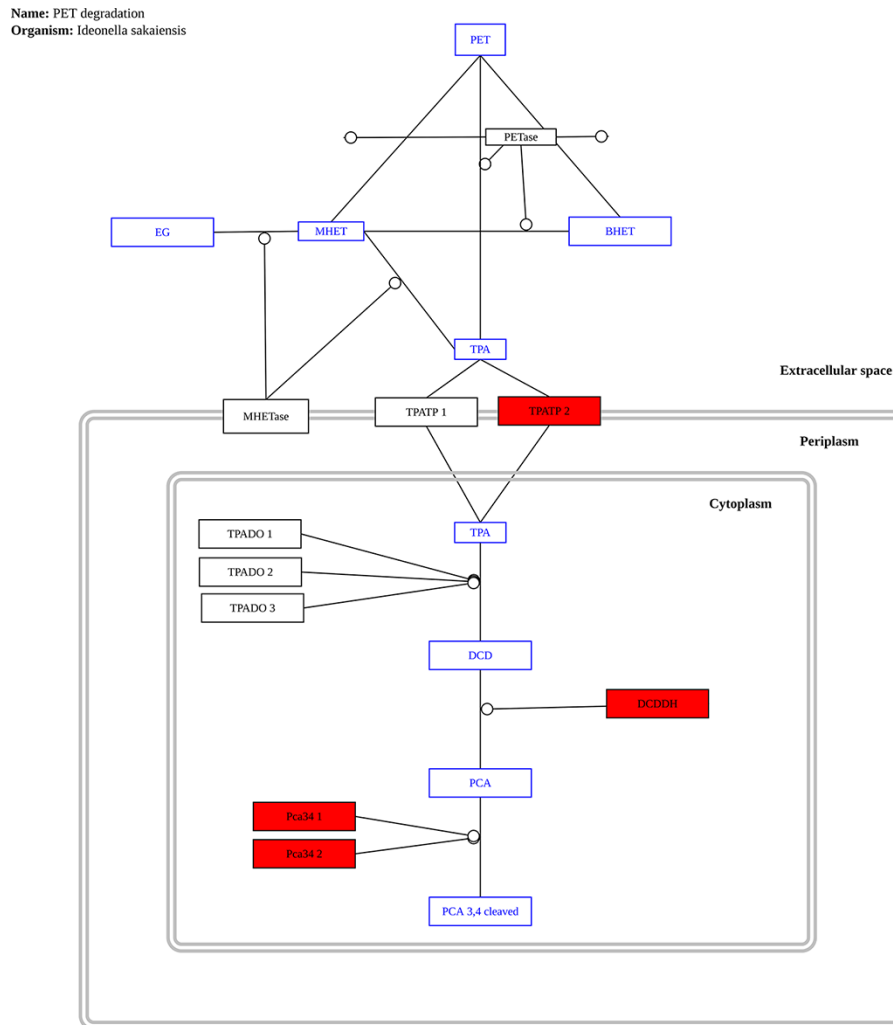 Name: PET degradation
Organism: Ideonella sakaiensis
PET
PETase
EG
MHET
BHET
TPA
Extracellular space
MHETase
TPATP 1
TPATP 2
Periplasm
Cytoplasm
TPADO 1
TPA
TPADO 2
TPADO 3
DCD
DCDDH
PCA
Pca34 1
Pca34 2
PCA 3,4 cleaved